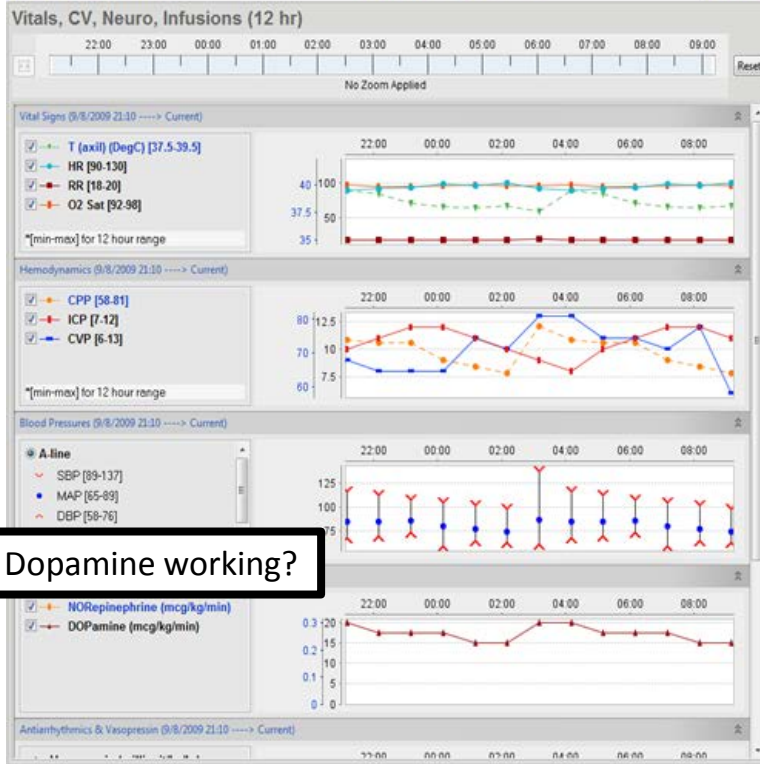 Vitals, CV, Neuro, Infusions (12 hr)
22:00 23:00 00:00 01:00 02:00 03:00 04:00 05:00 06:00 07:00 08:00 09:00
Reset
No Zoom Applied
Vital Signs (9/8/2009 21:10 ----> Current)
22:00 00:00 02:00 04:00 06:00 08:00
T (axil) (DegC) [37.5-39.5]
HR [90-130]
RR [18-20]
O2 Sat [92-98]
*[min-max] for 12 hour range
40 100
37.5 50
35
Hemodynamics (9/8/2009 21:10 ----> Current)
22:00 00:00 02:00 04:00 06:00 08:00
CPP [58-81]
ICP [7-12]
CVP [6-13]
*[min-max] for 12 hour range
80 12.5
70 10
60 7.5
Blood Pressures (9/8/2009 21:10 ----> Current)
22:00 00:00 02:00 04:00 06:00 08:00
A-line
SBP [89-137]
MAP [65-89]
DBP [58-76]
125
100
75
Dopamine working?
22:00 00:00 02:00 04:00 06:00 08:00
NORepinephrine (mcg/kg/min)
DOPamine (mcg/kg/min)
0.3 20
0.2 15
10
0.1 5
0 0
Antiarrhythmics & Vasopressin (9/8/2009 21:10 ----> Current)
22:00 00:00 02:00 04:00 06:00 08:00